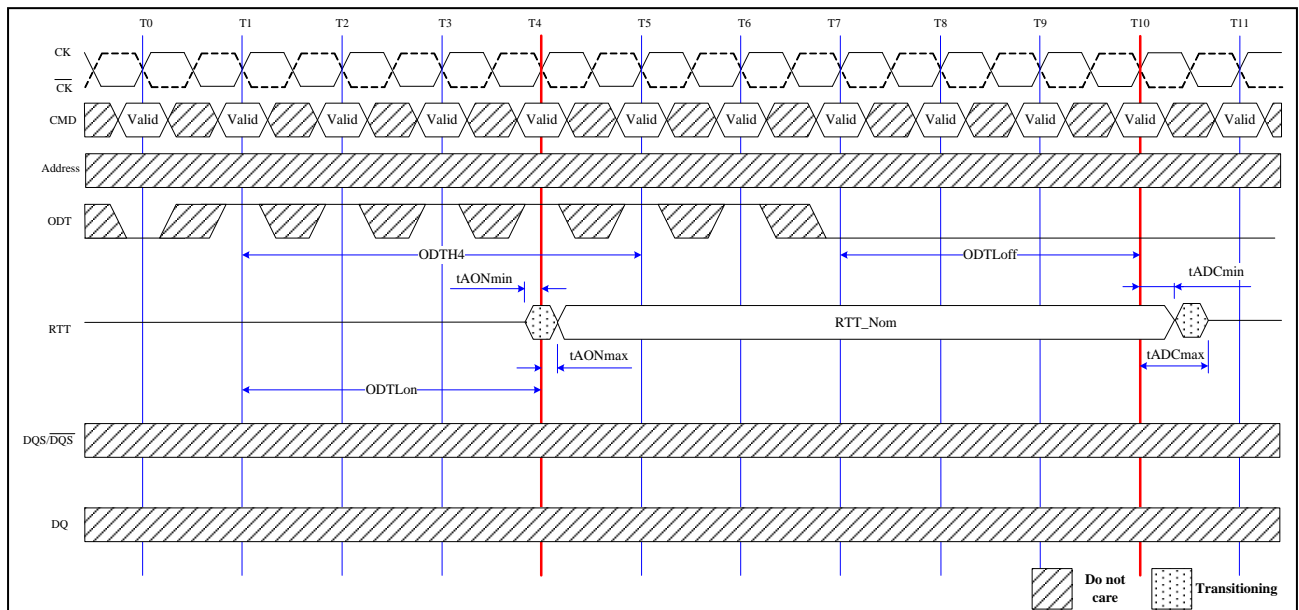 T0 T1 T2 T3 T4 T5 T6 T7 T8 T9 T10 T11
CK
CK
CMD Valid Valid Valid Valid Valid Valid Valid Valid Valid Valid Valid Valid
Address
ODT
ODTH4 ODTLoff
tAONmin tADCmin
RTT RTT_Nom
tAONmax tADCmax
ODTLon
DQS/DQS
DQ
Do not
care
Transitioning